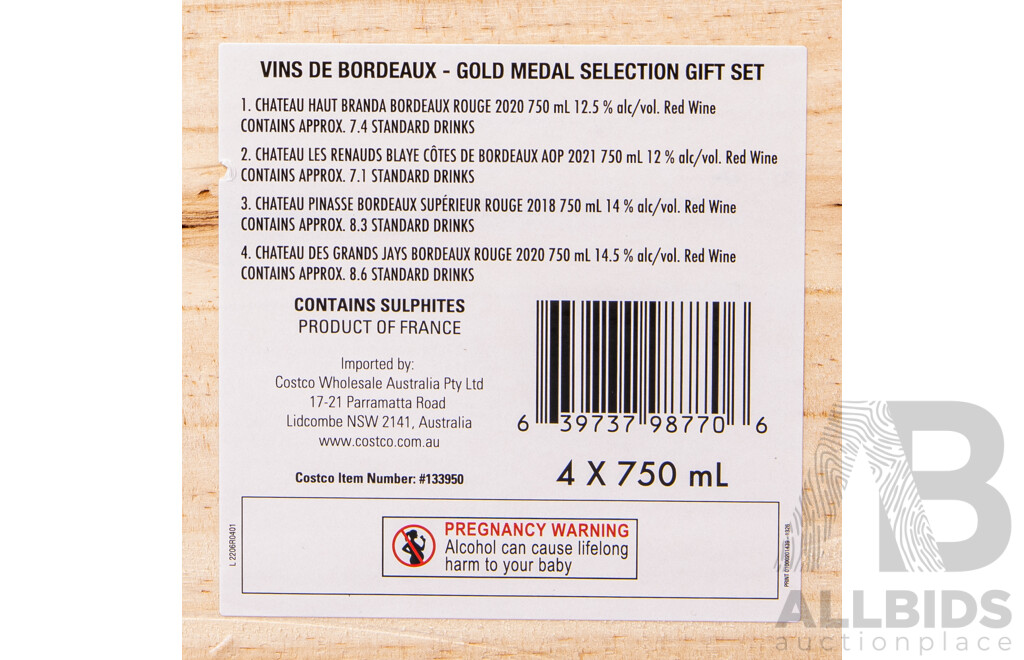 VINS DE BORDEAUX - GOLD MEDAL SELECTION GIFT SET
1. CHATEAU HAUT BRANDA BORDEAUX ROUGE 2020 750 mL 12.5 % alc/vol. Red Wine
CONTAINS APPROX. 7.4 STANDARD DRINKS
2. CHATEAU LES RENAUDS BLAYE CÔTES DE BORDEAUX AOP 2021 750 mL 12 % alc/vol. Red Wine
CONTAINS APPROX. 7.1 STANDARD DRINKS
3. CHATEAU PINASSE BORDEAUX SUPÉRIEUR ROUGE 2018 750 mL 14 % alc/vol. Red Wine
CONTAINS APPROX. 8.3 STANDARD DRINKS
4. CHATEAU DES GRANDS JAYS BORDEAUX ROUGE 2020 750 mL 14.5 % alc/vol. Red Wine
CONTAINS APPROX. 8.6 STANDARD DRINKS
CONTAINS SULPHITES
PRODUCT OF FRANCE
Imported by:
Costco Wholesale Australia Pty Ltd
17-21 Parramatta Road
Lidcombe NSW 2141, Australia
www.costco.com.au
Costco Item Number: #133950
6 39737 98770 6
4 X 750 mL
PREGNANCY WARNING
Alcohol can cause lifelong
harm to your baby
L 2206R0401
AB
ALLBIDS
auctionplace